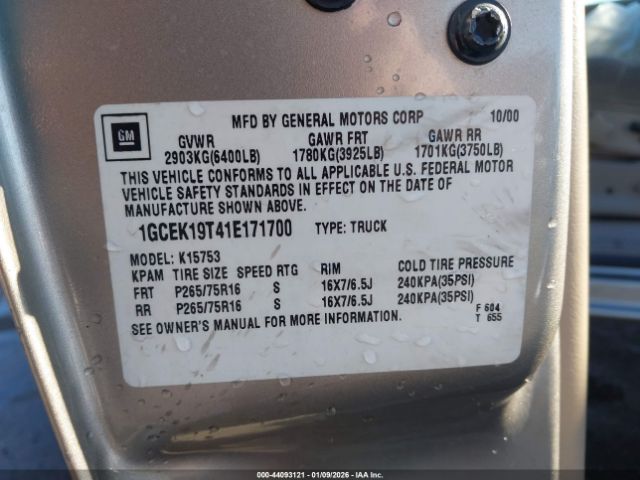 MFD BY GENERAL MOTORS CORP 10/00
GM
GVWR GAWR FRT GAWR RR
2903KG(6400LB) 1780KG(3925LB) 1701KG(3750LB)
THIS VEHICLE CONFORMS TO ALL APPLICABLE U.S. FEDERAL MOTOR
VEHICLE SAFETY STANDARDS IN EFFECT ON THE DATE OF
MANUFACTURE SHOWN ABOVE.
1GCEK19T41E171700 TYPE: TRUCK
MODEL: K15753
KPAM TIRE SIZE SPEED RTG RIM COLD TIRE PRESSURE
FRT P265/75R16 S 16X7/6.5J 240KPA(35PSI)
RR P265/75R16 S 16X7/6.5J 240KPA(35PSI)
SEE OWNER'S MANUAL FOR MORE INFORMATION.
F 604
T 655
000-44093121 - 01/09/2026 - IAA Inc.